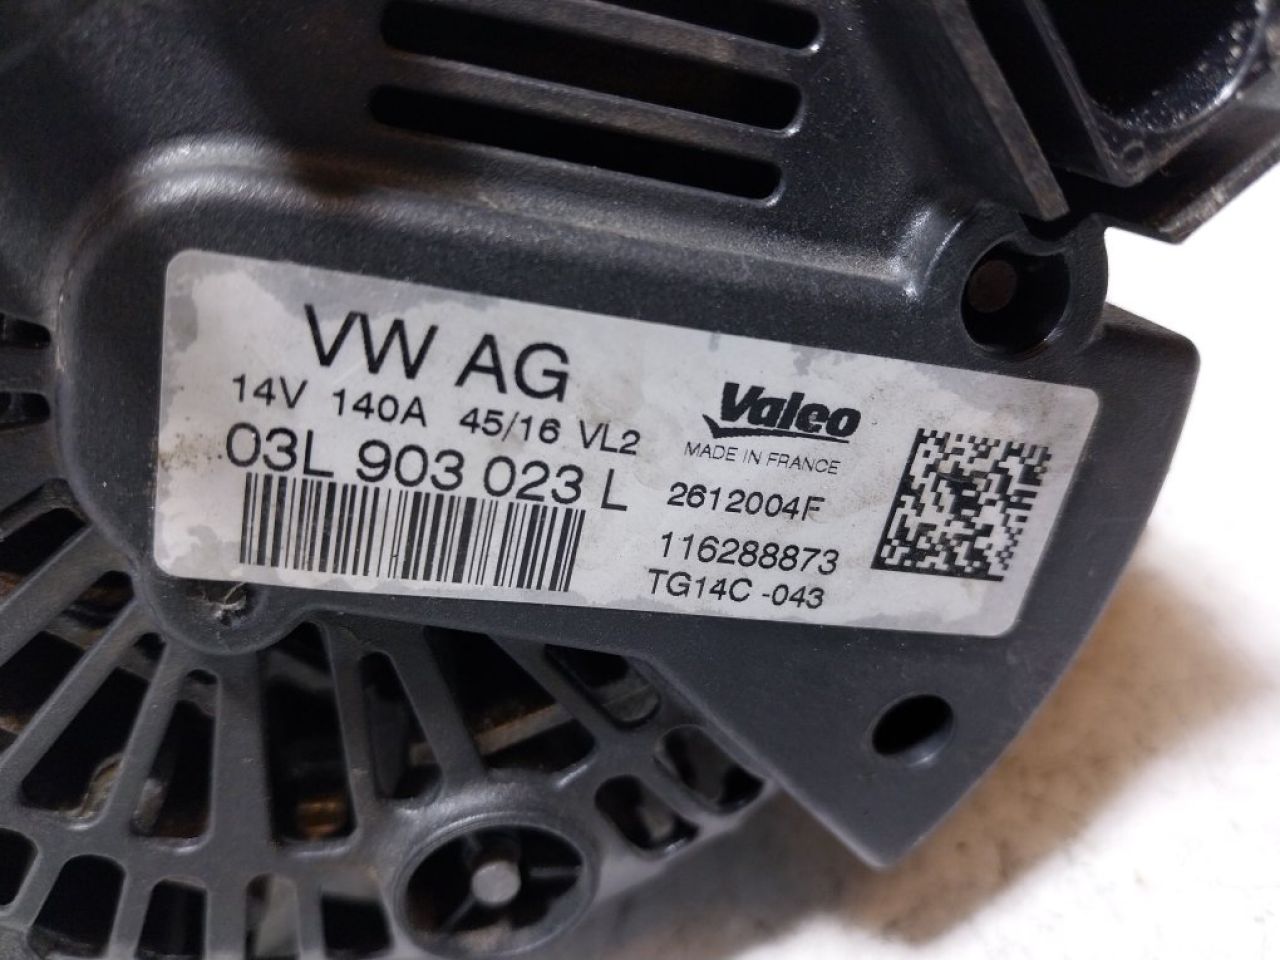 VW AG
14V 140A 45/16 VL2
03L 903 023 L
Valeo
MADE IN FRANCE
2612004F
116288873
TG14C -043